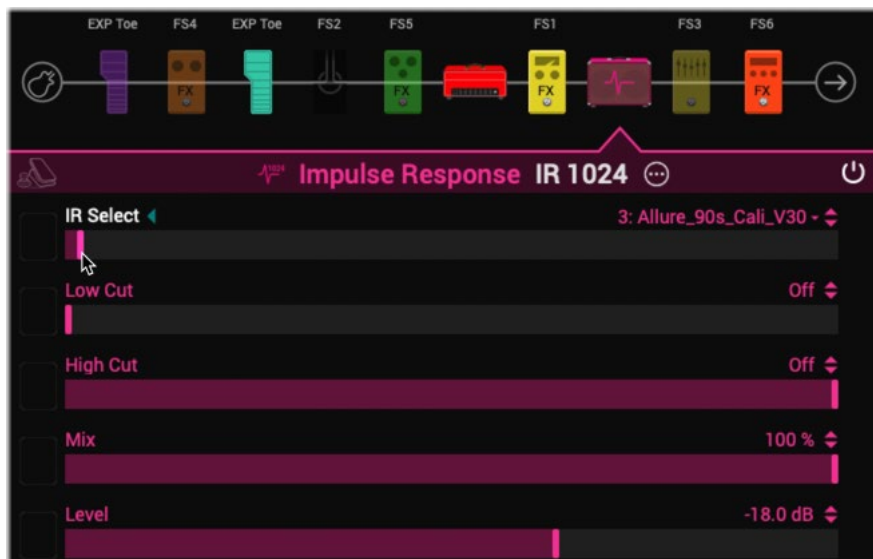 EXP Toe FS4 EXP Toe FS2 FS5 FS1 FS3 FS6
FX FX FX FX
1024 Impulse Response IR 1024
IR Select 3: Allure_90s_Cali_V30
Low Cut Off
High Cut Off
Mix 100 %
Level -18.0 dB